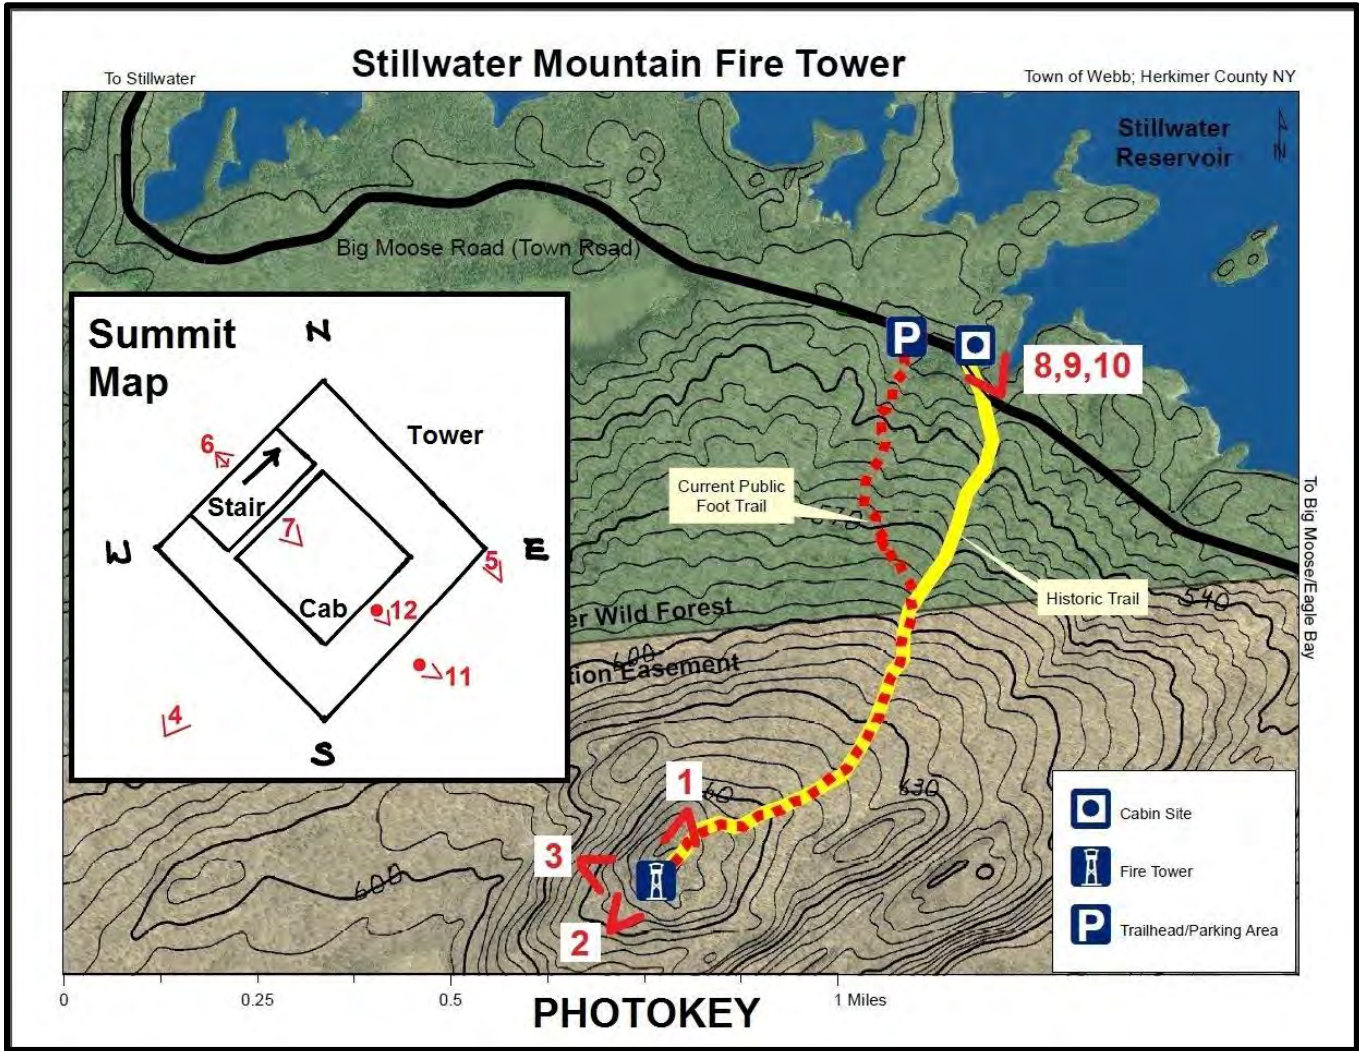 Stillwater Mountain Fire Tower
To Stillwater
Town of Webb; Herkimer County NY
Stillwater
Reservoir
N
Big Moose Road (Town Road)
Summit
Map
N
Tower
6
Stair
7
W
E
5
Cab
12
11
4
S
P
8,9,10
Current Public
Foot Trail
Historic Trail
To Big Moose/Eagle Bay
er Wild Forest
tion Easement
540
600
630
600
1
3
2
Cabin Site
Fire Tower
P
Trailhead/Parking Area
0
0.25
0.5
1 Miles
PHOTOKEY